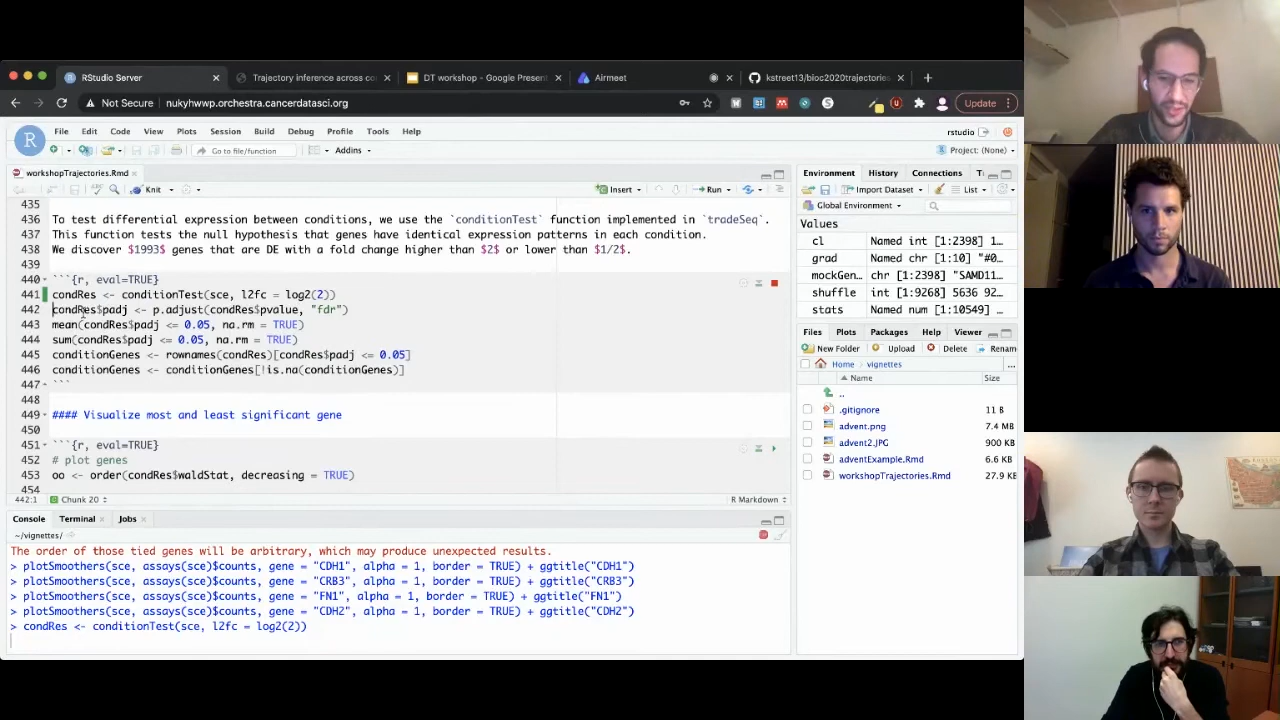 RStudio Server
Trajectory inference across co
DT workshop - Google Present
Airmeet
kstreet13/bioc2020trajectories
Not Secure nukyhwwp.orchestra.cancerdatasci.org
Update
File Edit Code View Plots Session Build Debug Profile Tools Help
rstudio
Go to file/function
Addins
Project: (None)
workshopTrajectories.Rmd
Knit
Insert
Run
435
436 To test differential expression between conditions, we use the `conditionTest` function implemented in `tradeSeq`.
437 This function tests the null hypothesis that genes have identical expression patterns in each condition.
438 We discover $1993$ genes that are DE with a fold change higher than $2$ or lower than $1/2$.
439
440 ```{r, eval=TRUE}
441 condRes <- conditionTest(sce, l2fc = log2(2))
442 condRes$padj <- p.adjust(condRes$pvalue, "fdr")
443 mean(condRes$padj <= 0.05, na.rm = TRUE)
444 sum(condRes$padj <= 0.05, na.rm = TRUE)
445 conditionGenes <- rownames(condRes)[condRes$padj <= 0.05]
446 conditionGenes <- conditionGenes[!is.na(conditionGenes)]
447 ```
448
449 #### Visualize most and least significant gene
450
451 ```{r, eval=TRUE}
452 # plot genes
453 oo <- order(condRes$waldStat, decreasing = TRUE)
454
442:1 Chunk 20
R Markdown
Console Terminal Jobs
~/vignettes/
The order of those tied genes will be arbitrary, which may produce unexpected results.
> plotSmoothers(sce, assays(sce)$counts, gene = "CDH1", alpha = 1, border = TRUE) + ggtitle("CDH1")
> plotSmoothers(sce, assays(sce)$counts, gene = "CRB3", alpha = 1, border = TRUE) + ggtitle("CRB3")
> plotSmoothers(sce, assays(sce)$counts, gene = "FN1", alpha = 1, border = TRUE) + ggtitle("FN1")
> plotSmoothers(sce, assays(sce)$counts, gene = "CDH2", alpha = 1, border = TRUE) + ggtitle("CDH2")
> condRes <- conditionTest(sce, l2fc = log2(2))
Environment History Connections
Import Dataset
List
Global Environment
Values
cl Named int [1:2398] 1…
grad Named chr [1:10] "#0…
mockGen… chr [1:2398] "SAMD11…
shuffle int [1:9268] 5636 92…
stats Named num [1:10549] …
Files Plots Packages Help Viewer
New Folder Upload Delete Renam
Home vignettes
Name Size
..
.gitignore 11 B
advent.png 7.4 MB
advent2.JPG 900 KB
adventExample.Rmd 6.6 KB
workshopTrajectories.Rmd 27.9 K